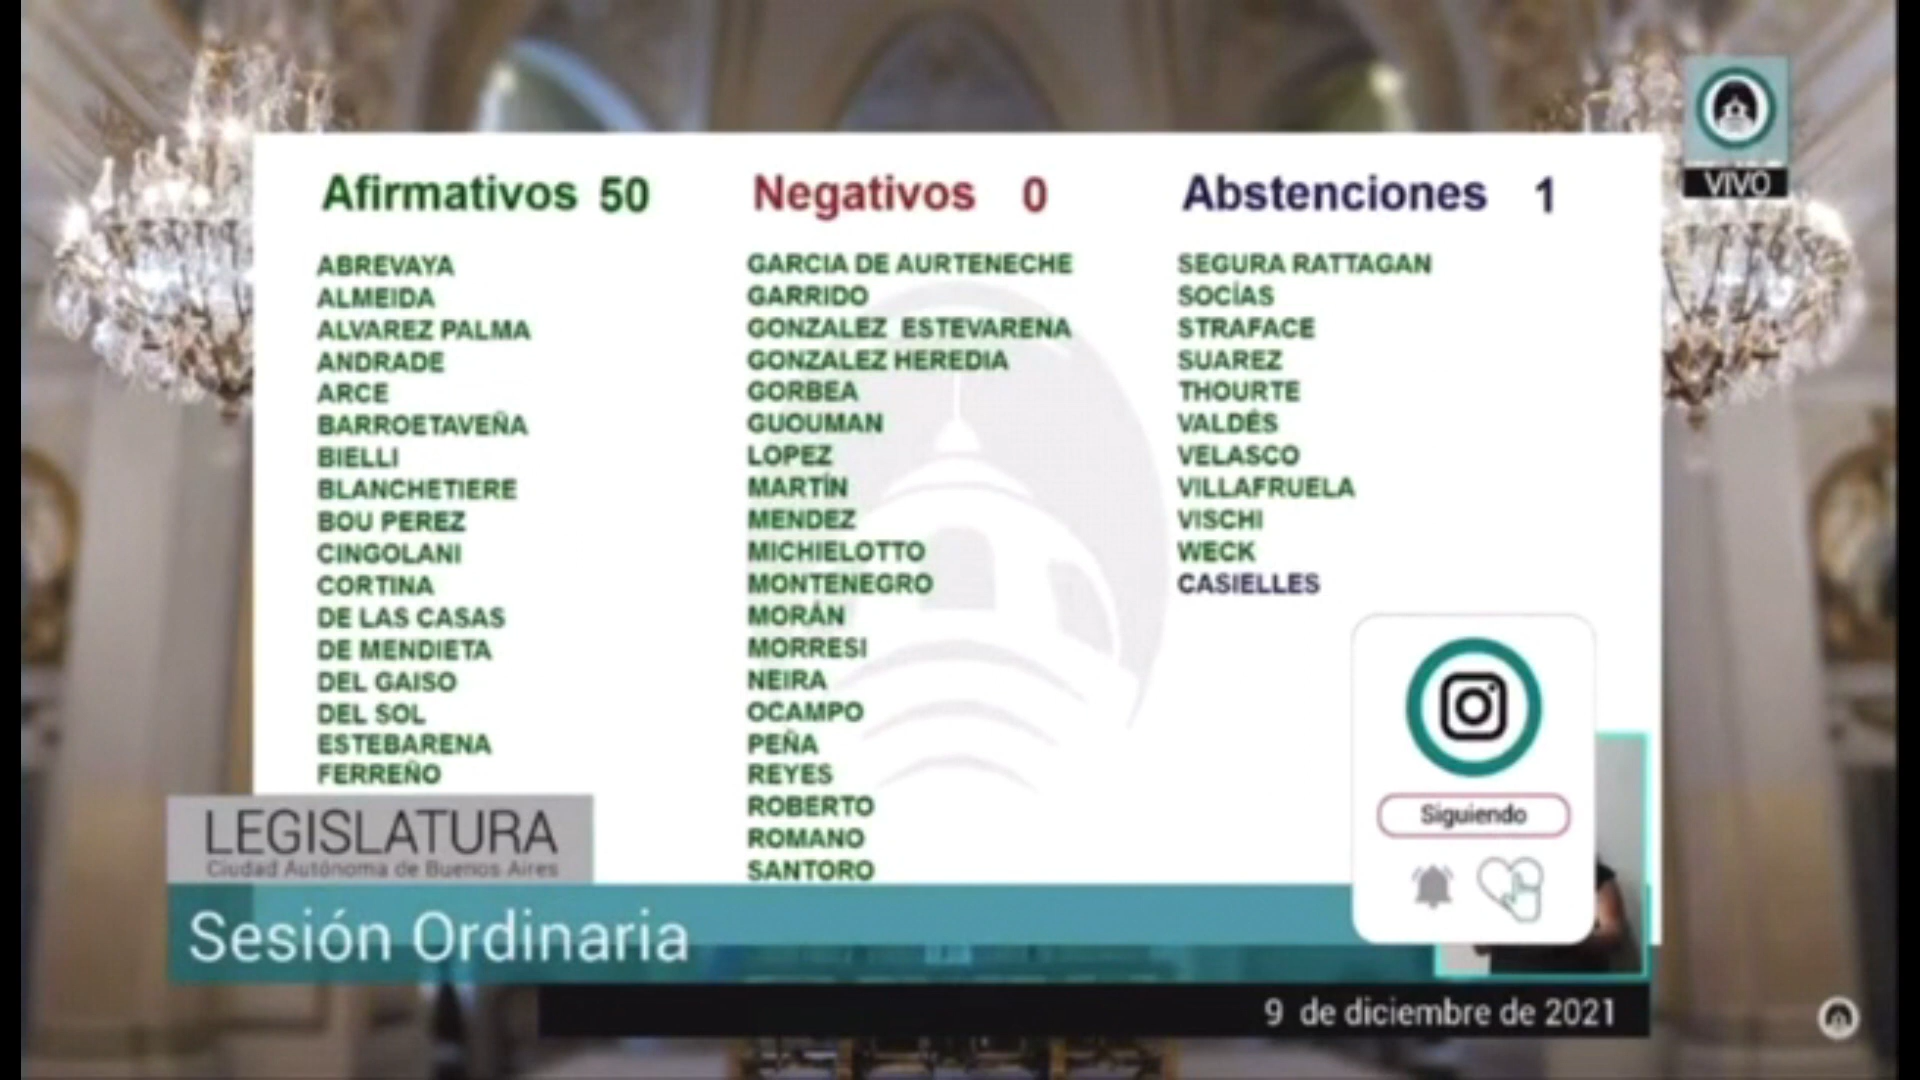 VIVO
Afirmativos 50
Negativos 0
Abstenciones 1
ABREVAYA
ALMEIDA
ALVAREZ PALMA
ANDRADE
ARCE
BARROETAVEÑA
BIELLI
BLANCHETIERE
BOU PEREZ
CINGOLANI
CORTINA
DE LAS CASAS
DE MENDIETA
DEL GAISO
DEL SOL
ESTEBARENA
FERREÑO
GARCIA DE AURTENECHE
GARRIDO
GONZALEZ ESTEVARENA
GONZALEZ HEREDIA
GORBEA
GUOUMAN
LOPEZ
MARTÍN
MENDEZ
MICHIELOTTO
MONTENEGRO
MORÁN
MORRESI
NEIRA
OCAMPO
PEÑA
REYES
ROBERTO
ROMANO
SANTORO
SEGURA RATTAGAN
SOCÍAS
STRAFACE
SUAREZ
THOURTE
VALDÉS
VELASCO
VILLAFRUELA
VISCHI
WECK
CASIELLES
Siguiendo
LEGISLATURA
Ciudad Autónoma de Buenos Aires
Sesión Ordinaria
9 de diciembre de 2021